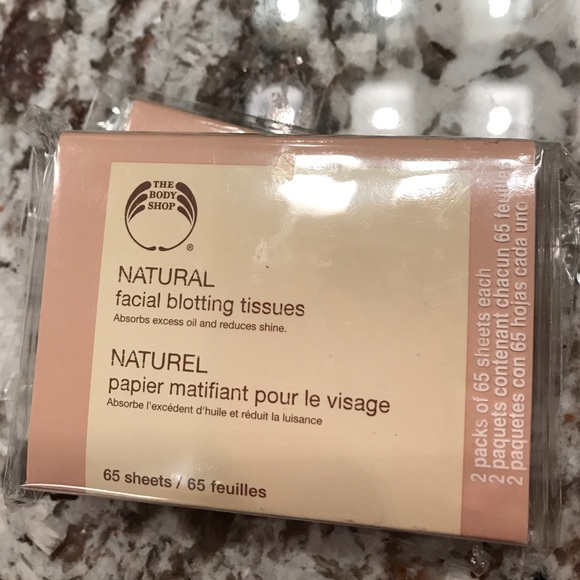 THE
BODY
SHOP
®
NATURAL
facial blotting tissues
Absorbs excess oil and reduces shine.
NATUREL
papier matifiant pour le visage
Absorbe l'excédent d'huile et réduit la luisance
65 sheets / 65 feuilles
2 packs of 65 sheets each
2 paquets contenant chacun 65 feuilles
2 paquetes con 65 hojas cada uno